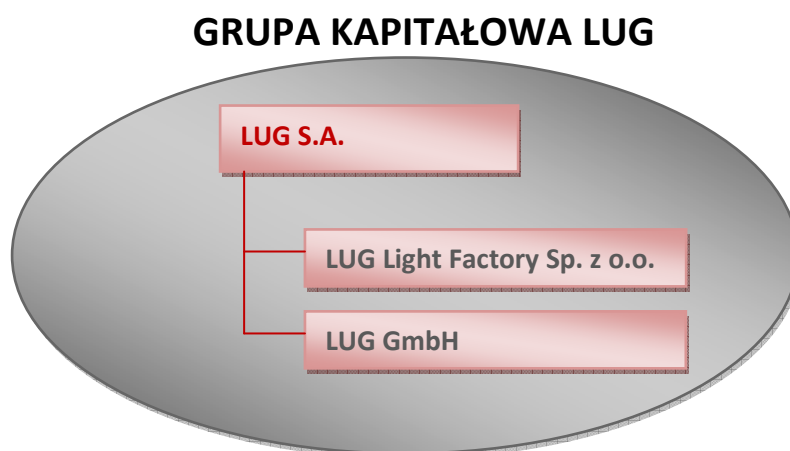 GRUPA KAPITAŁOWA LUG
LUG S.A.
LUG Light Factory Sp. z o.o.
LUG GmbH